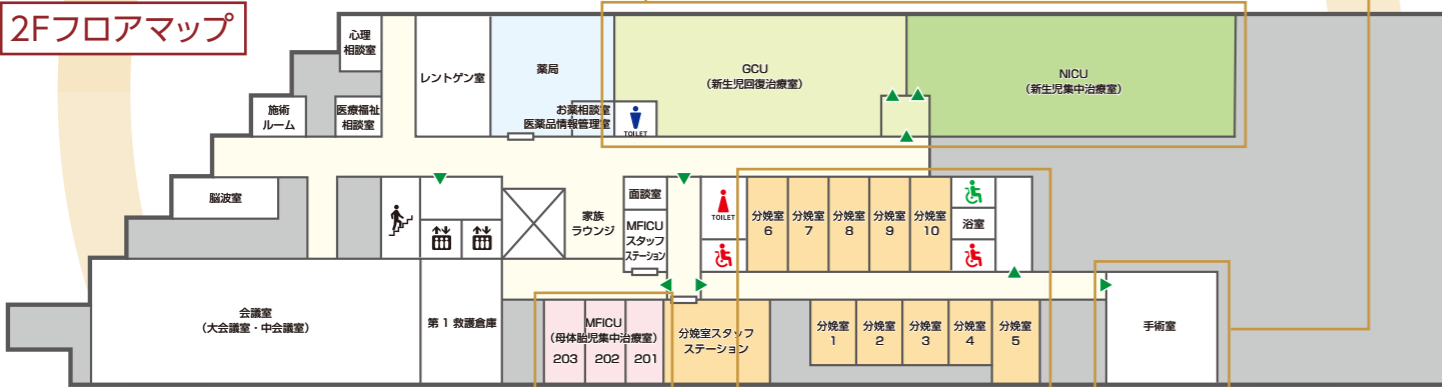 2Fフロアマップ
心理
相談室
レントゲン室
薬局
GCU
(新生児回復治療室)
NICU
(新生児集中治療室)
施術
ルーム
医療福祉
相談室
お薬相談室
医薬品情報管理室
TOILET
脳波室
家族
ラウンジ
面談室
MFICU
スタッフ
ステーション
TOILET
分娩室
6
分娩室
7
分娩室
8
分娩室
9
分娩室
10
浴室
会議室
(大会議室・中会議室)
第1救護倉庫
MFICU
(母体胎児集中治療室)
203
202
201
分娩室スタッフ
ステーション
分娩室
1
分娩室
2
分娩室
3
分娩室
4
分娩室
5
手術室